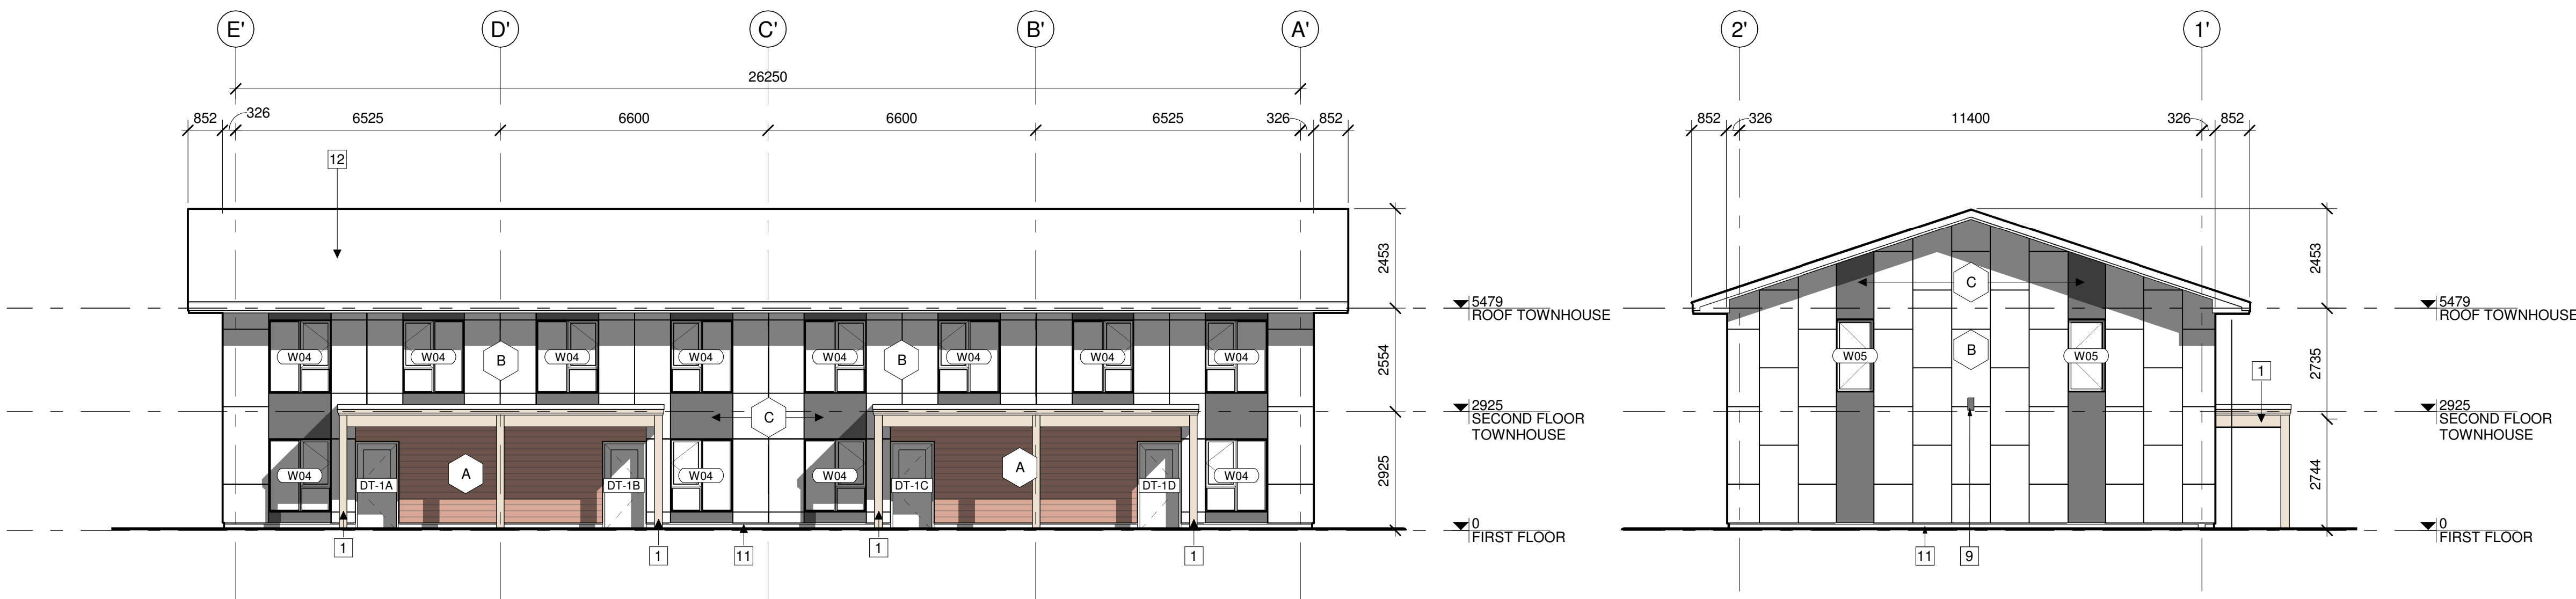 E' D' C' B' A' 2' 1'
26250
852 326 6525 6600 6600 6525 326 852 852 326 11400 326 852
12
2453 2453
C
5479
ROOF TOWNHOUSE
5479
ROOF TOWNHOUSE
W04 W04 B W04 W04 W04 B W04 W04 W04
2554
W05 B W05
2735
1
C
2925
SECOND FLOOR
TOWNHOUSE
2925
SECOND FLOOR
TOWNHOUSE
W04 DT-1A A DT-1B W04 W04 DT-1C A DT-1D W04
2925 2744
0
FIRST FLOOR
0
FIRST FLOOR
1 1 11 1 1 11 9